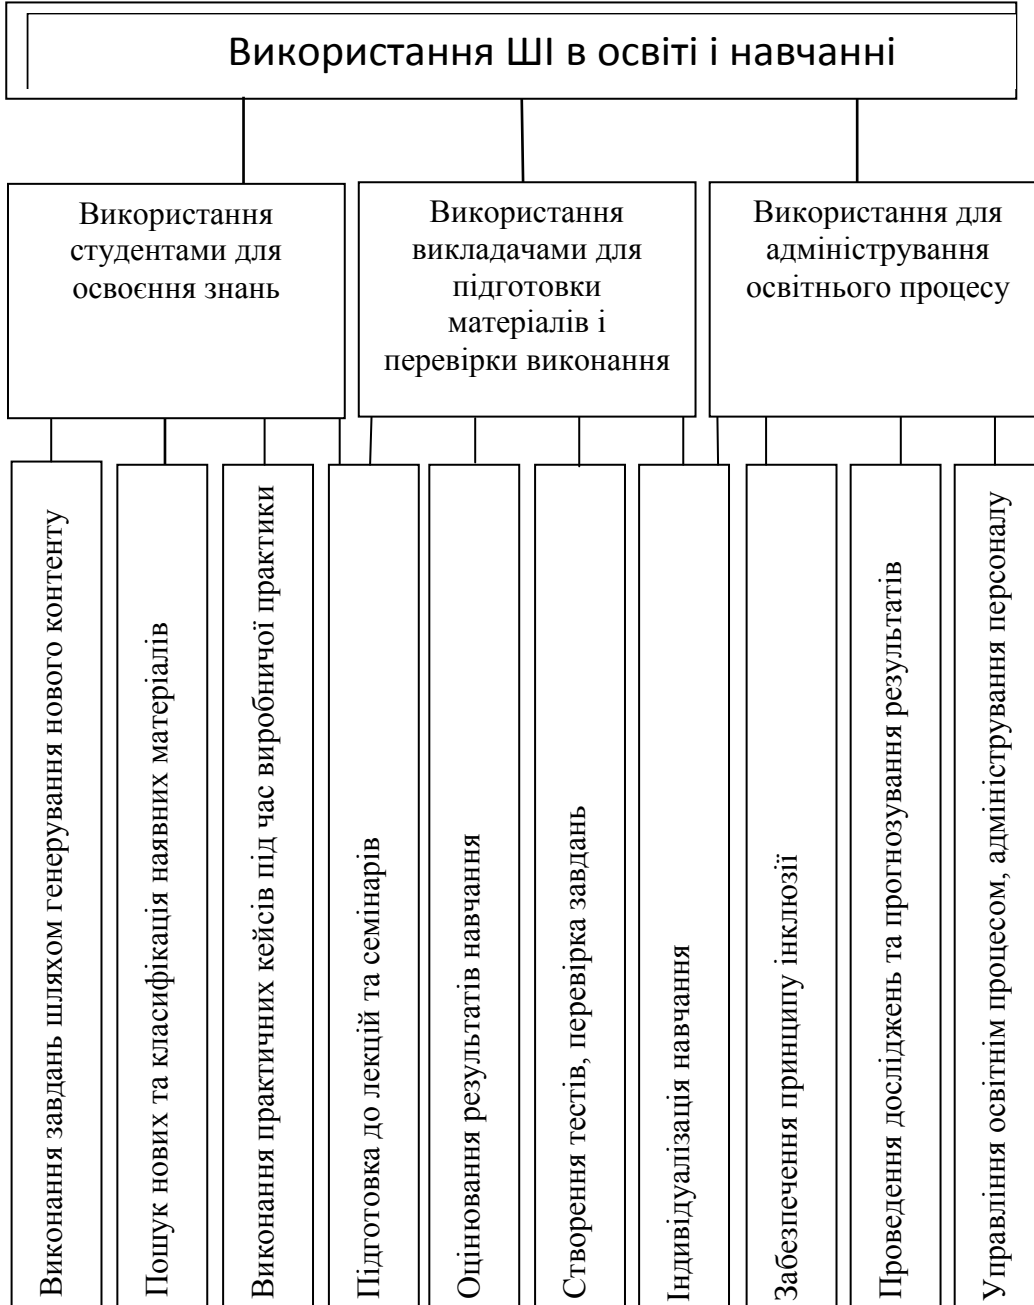 Використання ШІ в освіті і навчанні
Використання
студентами для
освоєння знань
Використання
викладачами для
підготовки
матеріалів і
перевірки виконання
Використання для
адміністрування
освітнього процесу
Виконання завдань шляхом генерування нового контенту
Пошук нових та класифікація наявних матеріалів
Виконання практичних кейсів під час виробничої практики
Підготовка до лекцій та семінарів
Оцінювання результатів навчання
Створення тестів, перевірка завдань
Індивідуалізація навчання
Забезпечення принципу інклюзії
Проведення досліджень та прогнозування результатів
Управління освітнім процесом, адміністрування персоналу